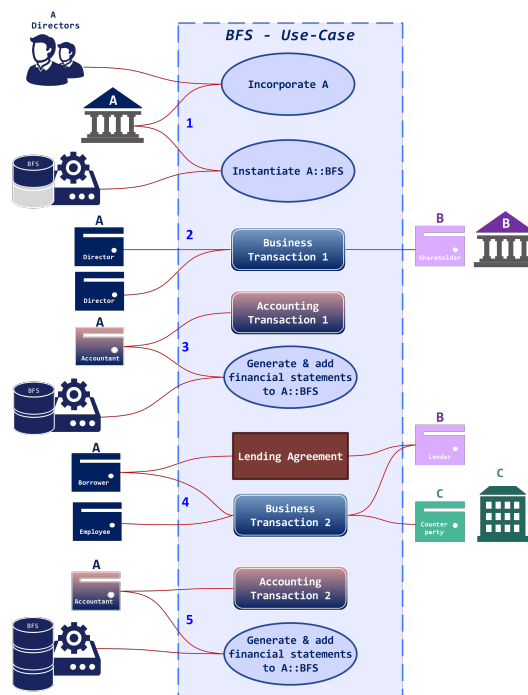 A
Directors
BFS - Use-Case
Incorporate A
A
1
BFS
Instantiate A::BFS
A
2
B
B
Director
Business
Transaction 1
Shareholder
Director
Accounting
Transaction 1
A
Accountant
3
Generate & add
financial statements
to A::BFS
BFS
B
A
Lending Agreement
Lender
Borrower
C
C
4
Business
Transaction 2
Employee
Counter
party
A
Accounting
Transaction 2
Accountant
5
BFS
Generate & add
financial statements
to A::BFS